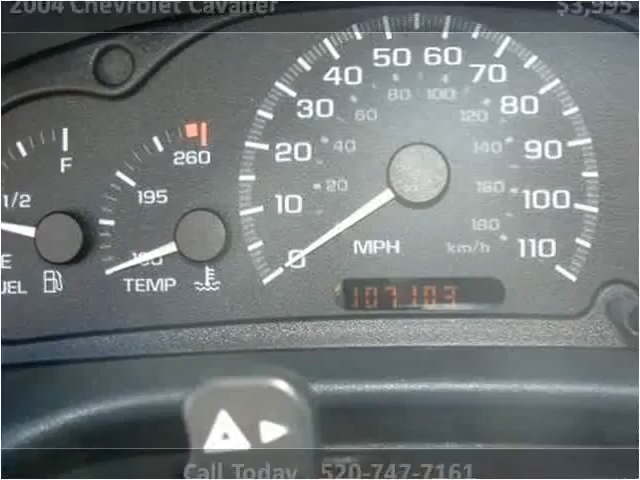 2004 Chevrolet Cavalier $3,995
50 60
40 70
80 100
30 80
60 120
F 260 20 40 140 90
195
1/2 10 20 160 100
180
E 0 MPH km/h 110
FUEL TEMP
107103
Call Today 520-747-7161